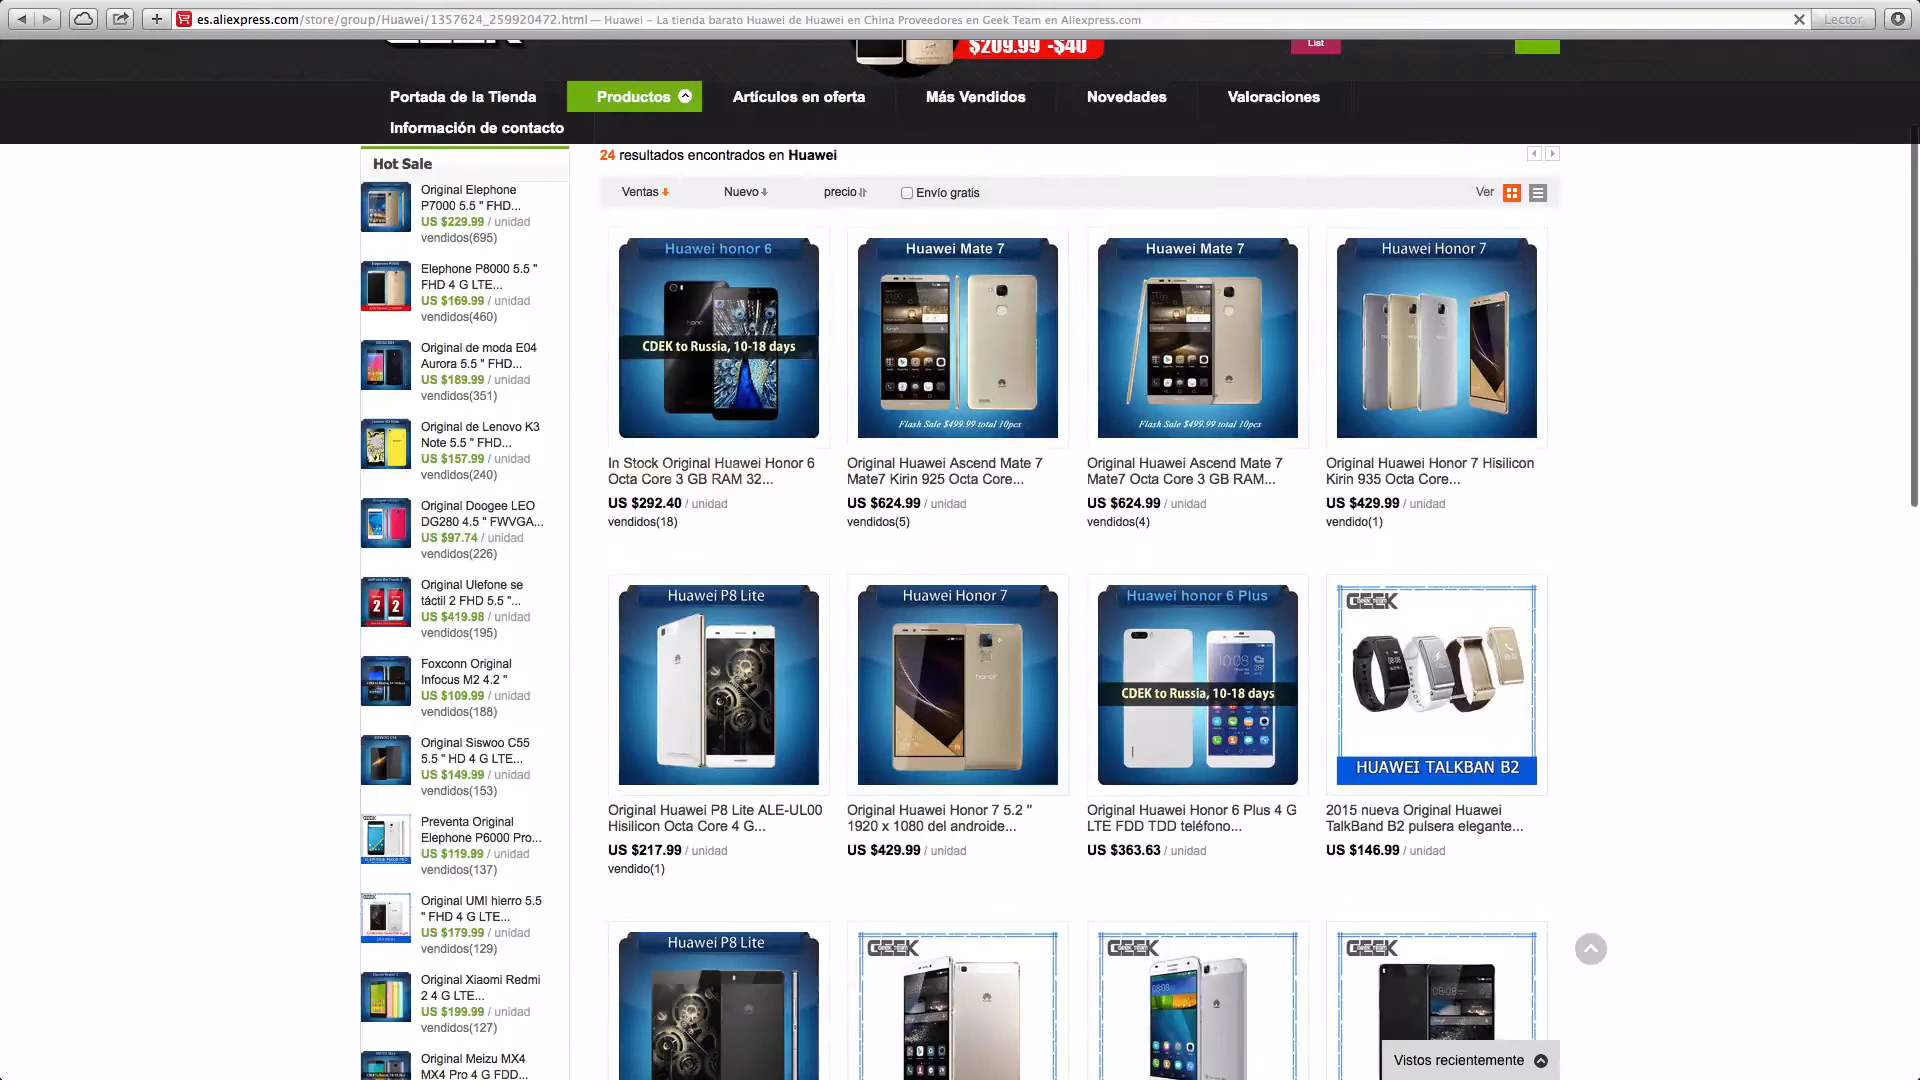 es.aliexpress.com/store/group/Huawei/1357624_259920472.html — Huawei – La tienda barato Huawei de Huawei en China Proveedores en Geek Team en Aliexpress.com
Lector
$209.99 -$40
List
Portada de la Tienda
Productos
Artículos en oferta
Más Vendidos
Novedades
Valoraciones
Información de contacto
Hot Sale
Original Elephone
P7000 5.5 " FHD...
US $229.99 / unidad
vendidos(695)
Elephone P8000 5.5 "
FHD 4 G LTE...
US $169.99 / unidad
vendidos(460)
Original de moda E04
Aurora 5.5 " FHD...
US $189.99 / unidad
vendidos(351)
Original de Lenovo K3
Note 5.5 " FHD...
US $157.99 / unidad
vendidos(240)
Original Doogee LEO
DG280 4.5 " FWVGA...
US $97.74 / unidad
vendidos(226)
Original Ulefone se
táctil 2 FHD 5.5 "...
US $419.98 / unidad
vendidos(195)
Foxconn Original
Infocus M2 4.2 "
US $109.99 / unidad
vendidos(188)
Original Siswoo C55
5.5 " HD 4 G LTE...
US $149.99 / unidad
vendidos(153)
Preventa Original
Elephone P6000 Pro...
US $119.99 / unidad
vendidos(137)
Original UMI hierro 5.5
" FHD 4 G LTE...
US $179.99 / unidad
vendidos(129)
Original Xiaomi Redmi
2 4 G LTE...
US $199.99 / unidad
vendidos(127)
Original Meizu MX4
MX4 Pro 4 G FDD...
24 resultados encontrados en Huawei
Ventas
Nuevo
precio
Envío gratis
Ver
Huawei honor 6
CDEK to Russia, 10-18 days
In Stock Original Huawei Honor 6
Octa Core 3 GB RAM 32...
US $292.40 / unidad
vendidos(18)
Huawei Mate 7
Flash Sale $499.99 total 10pcs
Original Huawei Ascend Mate 7
Mate7 Kirin 925 Octa Core...
US $624.99 / unidad
vendidos(5)
Huawei Mate 7
Flash Sale $499.99 total 10pcs
Original Huawei Ascend Mate 7
Mate7 Octa Core 3 GB RAM...
US $624.99 / unidad
vendidos(4)
Huawei Honor 7
Original Huawei Honor 7 Hisilicon
Kirin 935 Octa Core...
US $429.99 / unidad
vendido(1)
Huawei P8 Lite
Original Huawei P8 Lite ALE-UL00
Hisilicon Octa Core 4 G...
US $217.99 / unidad
vendido(1)
Huawei Honor 7
Original Huawei Honor 7 5.2 "
1920 x 1080 del androide...
US $429.99 / unidad
Huawei honor 6 Plus
CDEK to Russia, 10-18 days
Original Huawei Honor 6 Plus 4 G
LTE FDD TDD teléfono...
US $363.63 / unidad
GEEK
HUAWEI TALKBAN B2
2015 nueva Original Huawei
TalkBand B2 pulsera elegante...
US $146.99 / unidad
Huawei P8 Lite
GEEK
GEEK
GEEK
Vistos recientemente